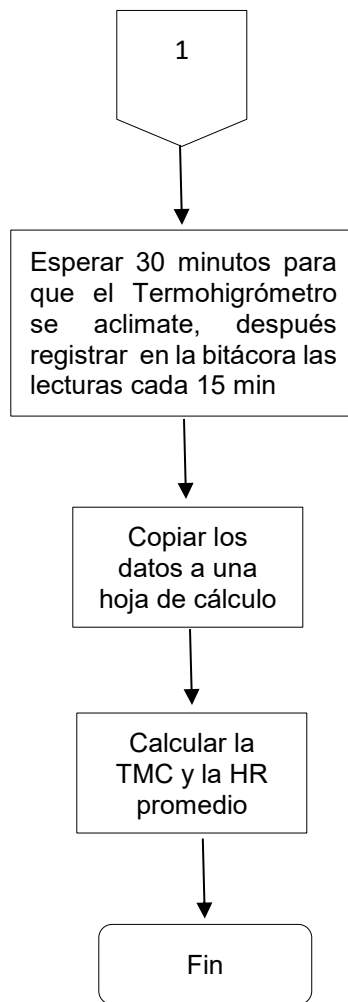 1
Esperar 30 minutos para
que el Termohigrómetro
se aclimate, después
registrar en la bitácora las
lecturas cada 15 min
Copiar los
datos a una
hoja de cálculo
Calcular la
TMC y la HR
promedio
Fin